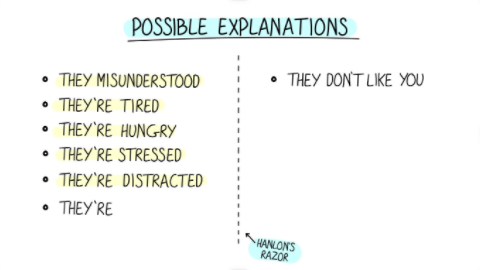 POSSIBLE EXPLANATIONS
• THEY MISUNDERSTOOD
• THEY'RE TIRED
• THEY'RE HUNGRY
• THEY'RE STRESSED
• THEY'RE DISTRACTED
• THEY'RE
• THEY DON'T LIKE YOU
HANLON'S
RAZOR